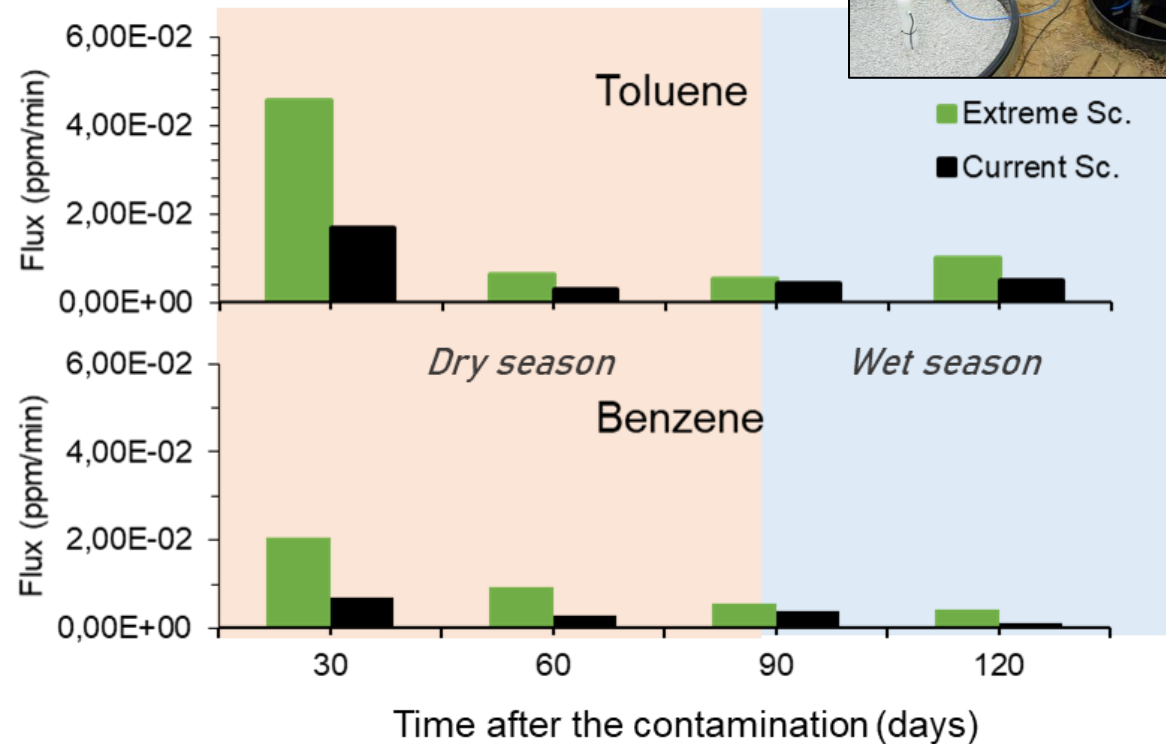 Toluene
Flux (ppm/min)
6,00E-02
4,00E-02
2,00E-02
0,00E+00
Extreme Sc.
Current Sc.
Dry season
Wet season
Benzene
Flux (ppm/min)
6,00E-02
4,00E-02
2,00E-02
0,00E+00
30
60
90
120
Time after the contamination (days)